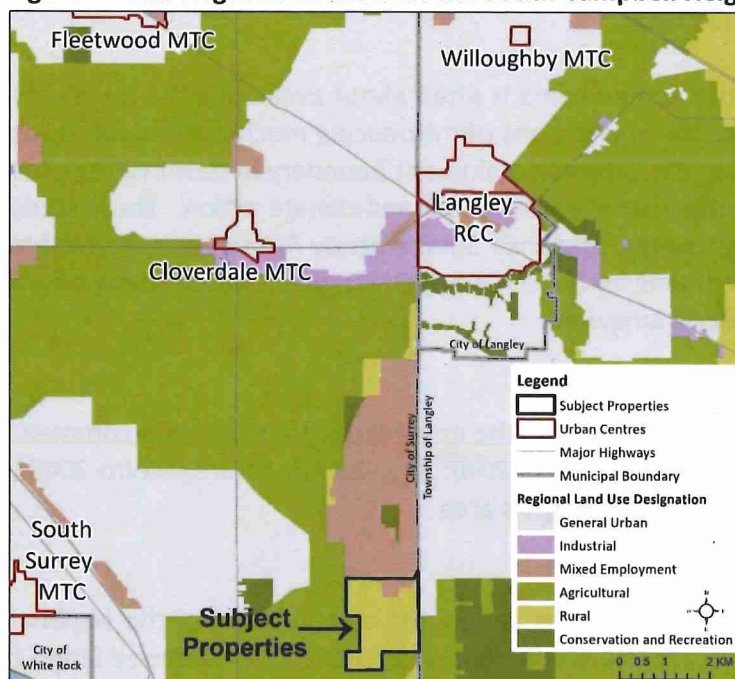 Fleetwood MTC
Willoughby MTC
Langley
RCC
Cloverdale MTC
City of Langley
City of Surrey
Township of Langley
South
Surrey
MTC
City of
White Rock
Subject
Properties
Legend
Subject Properties
Urban Centres
Major Highways
Municipal Boundary
Regional Land Use Designation
General Urban
Industrial
Mixed Employment
Agricultural
Rural
Conservation and Recreation
0 0.5 1 2 KM